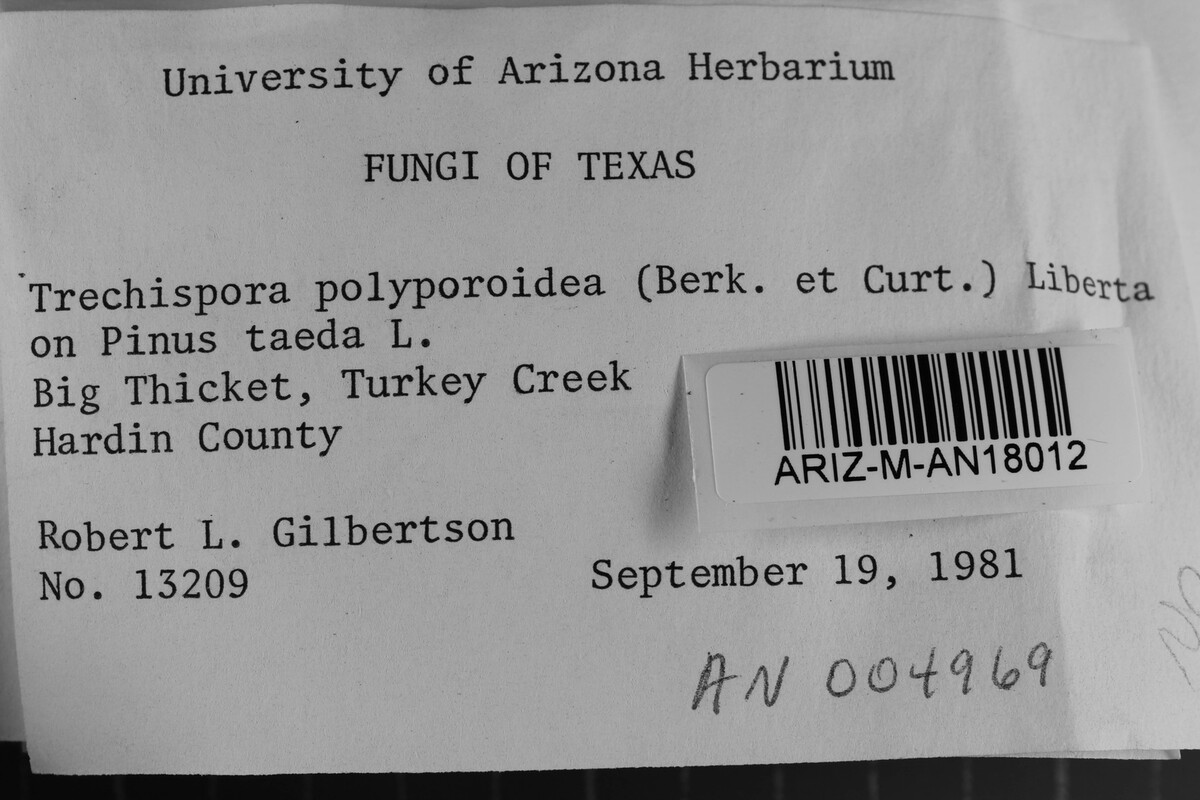 University of Arizona Herbarium
FUNGI OF TEXAS
Trechispora polyporoidea (Berk. et Curt.) Liberta
on Pinus taeda L.
Big Thicket, Turkey Creek
Hardin County
ARIZ-M-AN18012
Robert L. Gilbertson
No. 13209
September 19, 1981
AN 004969